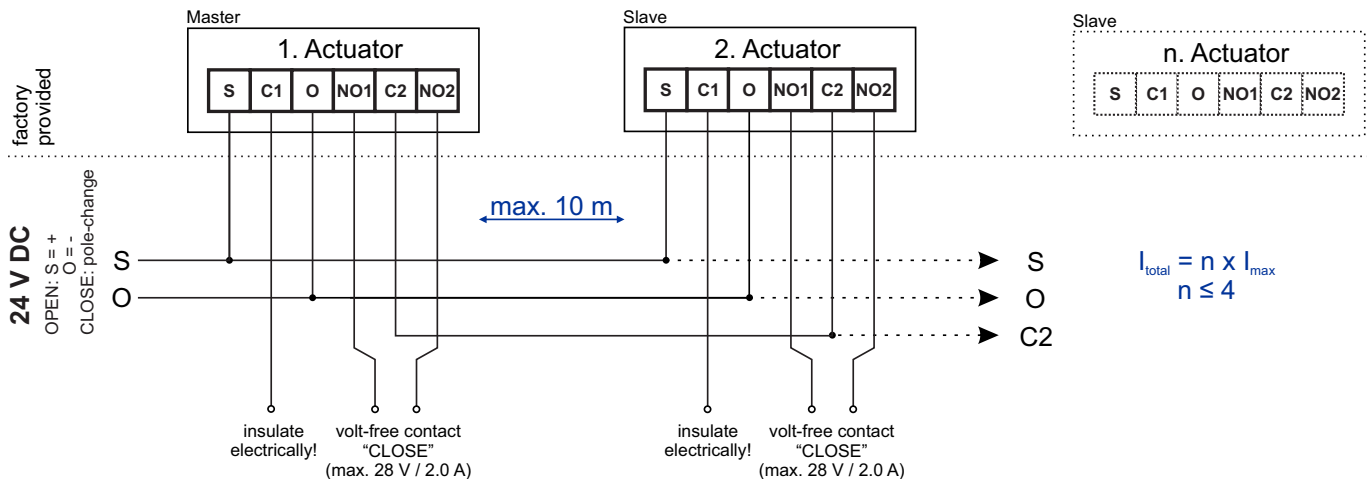 Master
1. Actuator
S C1 O NO1 C2 NO2
Slave
2. Actuator
S C1 O NO1 C2 NO2
Slave
n. Actuator
S C1 O NO1 C2 NO2
factory
provided
24 V DC
OPEN: S = +
O = -
CLOSE: pole-change
max. 10 m
S
O
S
O
C2
Itotal = n x Imax
n ≤ 4
insulate
electrically!
volt-free contact
“CLOSE”
(max. 28 V / 2.0 A)
insulate
electrically!
volt-free contact
“CLOSE”
(max. 28 V / 2.0 A)